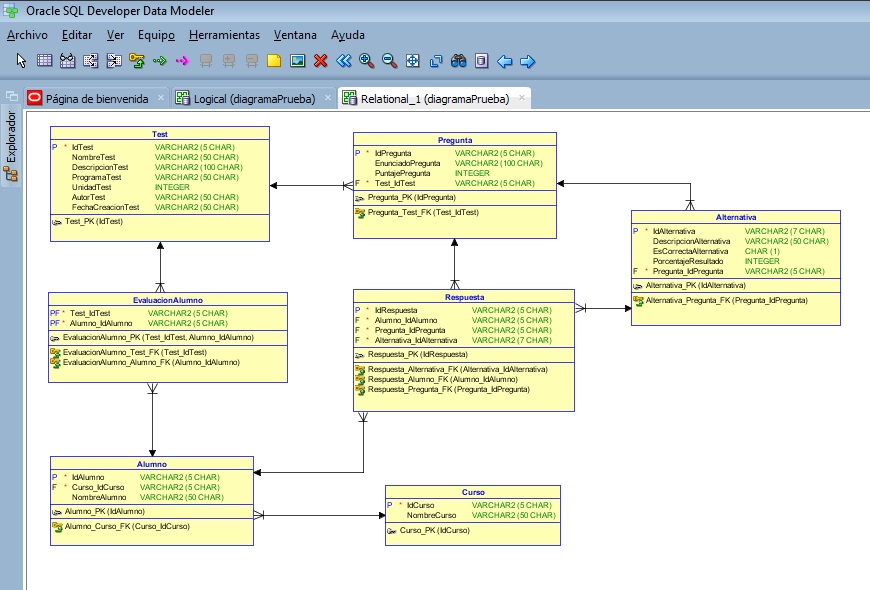 Oracle SQL Developer Data Modeler
Archivo Editar Ver Equipo Herramientas Ventana Ayuda
Página de bienvenida × Logical (diagramaPrueba) × Relational_1 (diagramaPrueba) ×
Explorador
Test
P * IdTest VARCHAR2 (5 CHAR)
NombreTest VARCHAR2 (50 CHAR)
DescripcionTest VARCHAR2 (100 CHAR)
ProgramaTest VARCHAR2 (50 CHAR)
UnidadTest INTEGER
AutorTest VARCHAR2 (50 CHAR)
FechaCreacionTest VARCHAR2 (50 CHAR)
Test_PK (IdTest)
Pregunta
P * IdPregunta VARCHAR2 (5 CHAR)
EnunciadoPregunta VARCHAR2 (100 CHAR)
PuntajePregunta INTEGER
F * Test_IdTest VARCHAR2 (5 CHAR)
Pregunta_PK (IdPregunta)
Pregunta_Test_FK (Test_IdTest)
Alternativa
P * IdAlternativa VARCHAR2 (7 CHAR)
DescripcionAlternativa VARCHAR2 (50 CHAR)
EsCorrectaAlternativa CHAR (1)
PorcentajeResultado INTEGER
F * Pregunta_IdPregunta VARCHAR2 (5 CHAR)
Alternativa_PK (IdAlternativa)
Alternativa_Pregunta_FK (Pregunta_IdPregunta)
EvaluacionAlumno
PF * Test_IdTest VARCHAR2 (5 CHAR)
PF * Alumno_IdAlumno VARCHAR2 (5 CHAR)
EvaluacionAlumno_PK (Test_IdTest, Alumno_IdAlumno)
EvaluacionAlumno_Test_FK (Test_IdTest)
EvaluacionAlumno_Alumno_FK (Alumno_IdAlumno)
Respuesta
P * IdRespuesta VARCHAR2 (5 CHAR)
F * Alumno_IdAlumno VARCHAR2 (5 CHAR)
F * Pregunta_IdPregunta VARCHAR2 (5 CHAR)
F * Alternativa_IdAlternativa VARCHAR2 (7 CHAR)
Respuesta_PK (IdRespuesta)
Respuesta_Alternativa_FK (Alternativa_IdAlternativa)
Respuesta_Alumno_FK (Alumno_IdAlumno)
Respuesta_Pregunta_FK (Pregunta_IdPregunta)
Alumno
P * IdAlumno VARCHAR2 (5 CHAR)
F * Curso_IdCurso VARCHAR2 (5 CHAR)
NombreAlumno VARCHAR2 (50 CHAR)
Alumno_PK (IdAlumno)
Alumno_Curso_FK (Curso_IdCurso)
Curso
P * IdCurso VARCHAR2 (5 CHAR)
NombreCurso VARCHAR2 (50 CHAR)
Curso_PK (IdCurso)